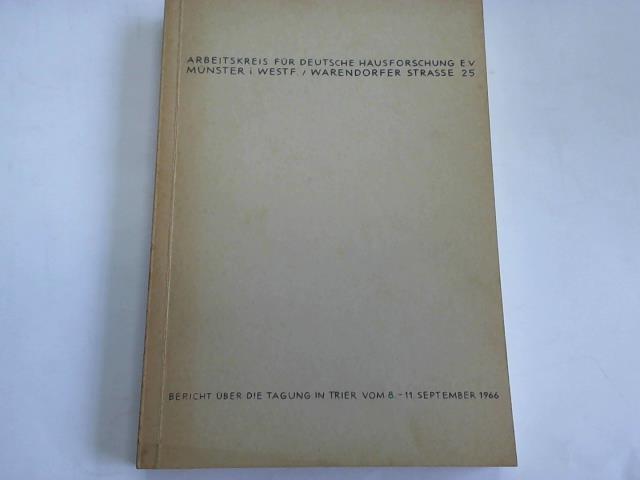 ARBEITSKREIS FÜR DEUTSCHE HAUSFORSCHUNG E.V
MÜNSTER i. WESTF. / WARENDORFER STRASSE 25
BERICHT ÜBER DIE TAGUNG IN TRIER VOM 8. - 11. SEPTEMBER 1966